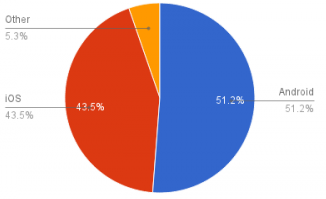 Other
5.3%
iOS
43.5%
43.5%
51.2%
Android
51.2%